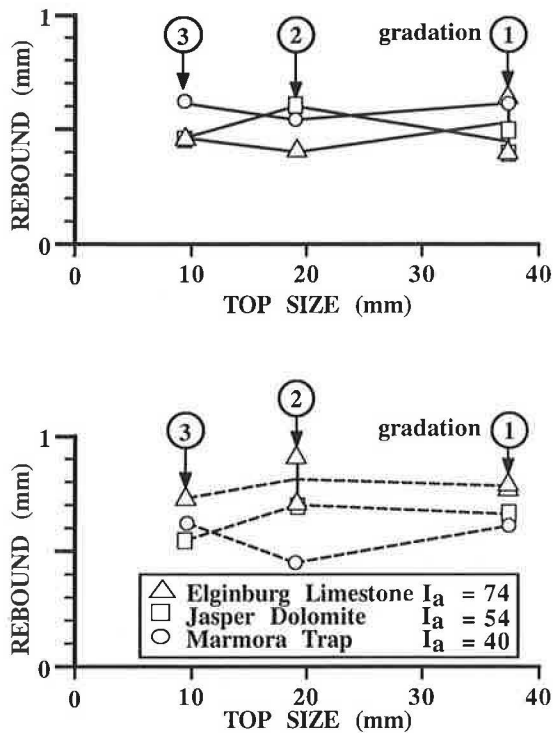 3
2
gradation 1
1
REBOUND (mm)
0
0 10 20 30 40
TOP SIZE (mm)
2
3
gradation 1
1
REBOUND (mm)
Elginburg Limestone Ia = 74
Jasper Dolomite Ia = 54
Marmora Trap Ia = 40
0
0 10 20 30 40
TOP SIZE (mm)